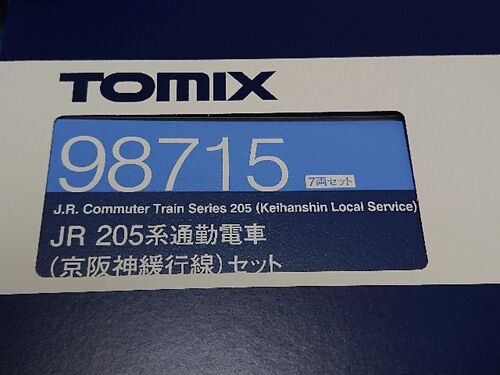 TOMIX
98715 7両セット
J.R. Commuter Train Series 205 (Keihanshin Local Service)
JR 205系通勤電車
(京阪神緩行線)セット